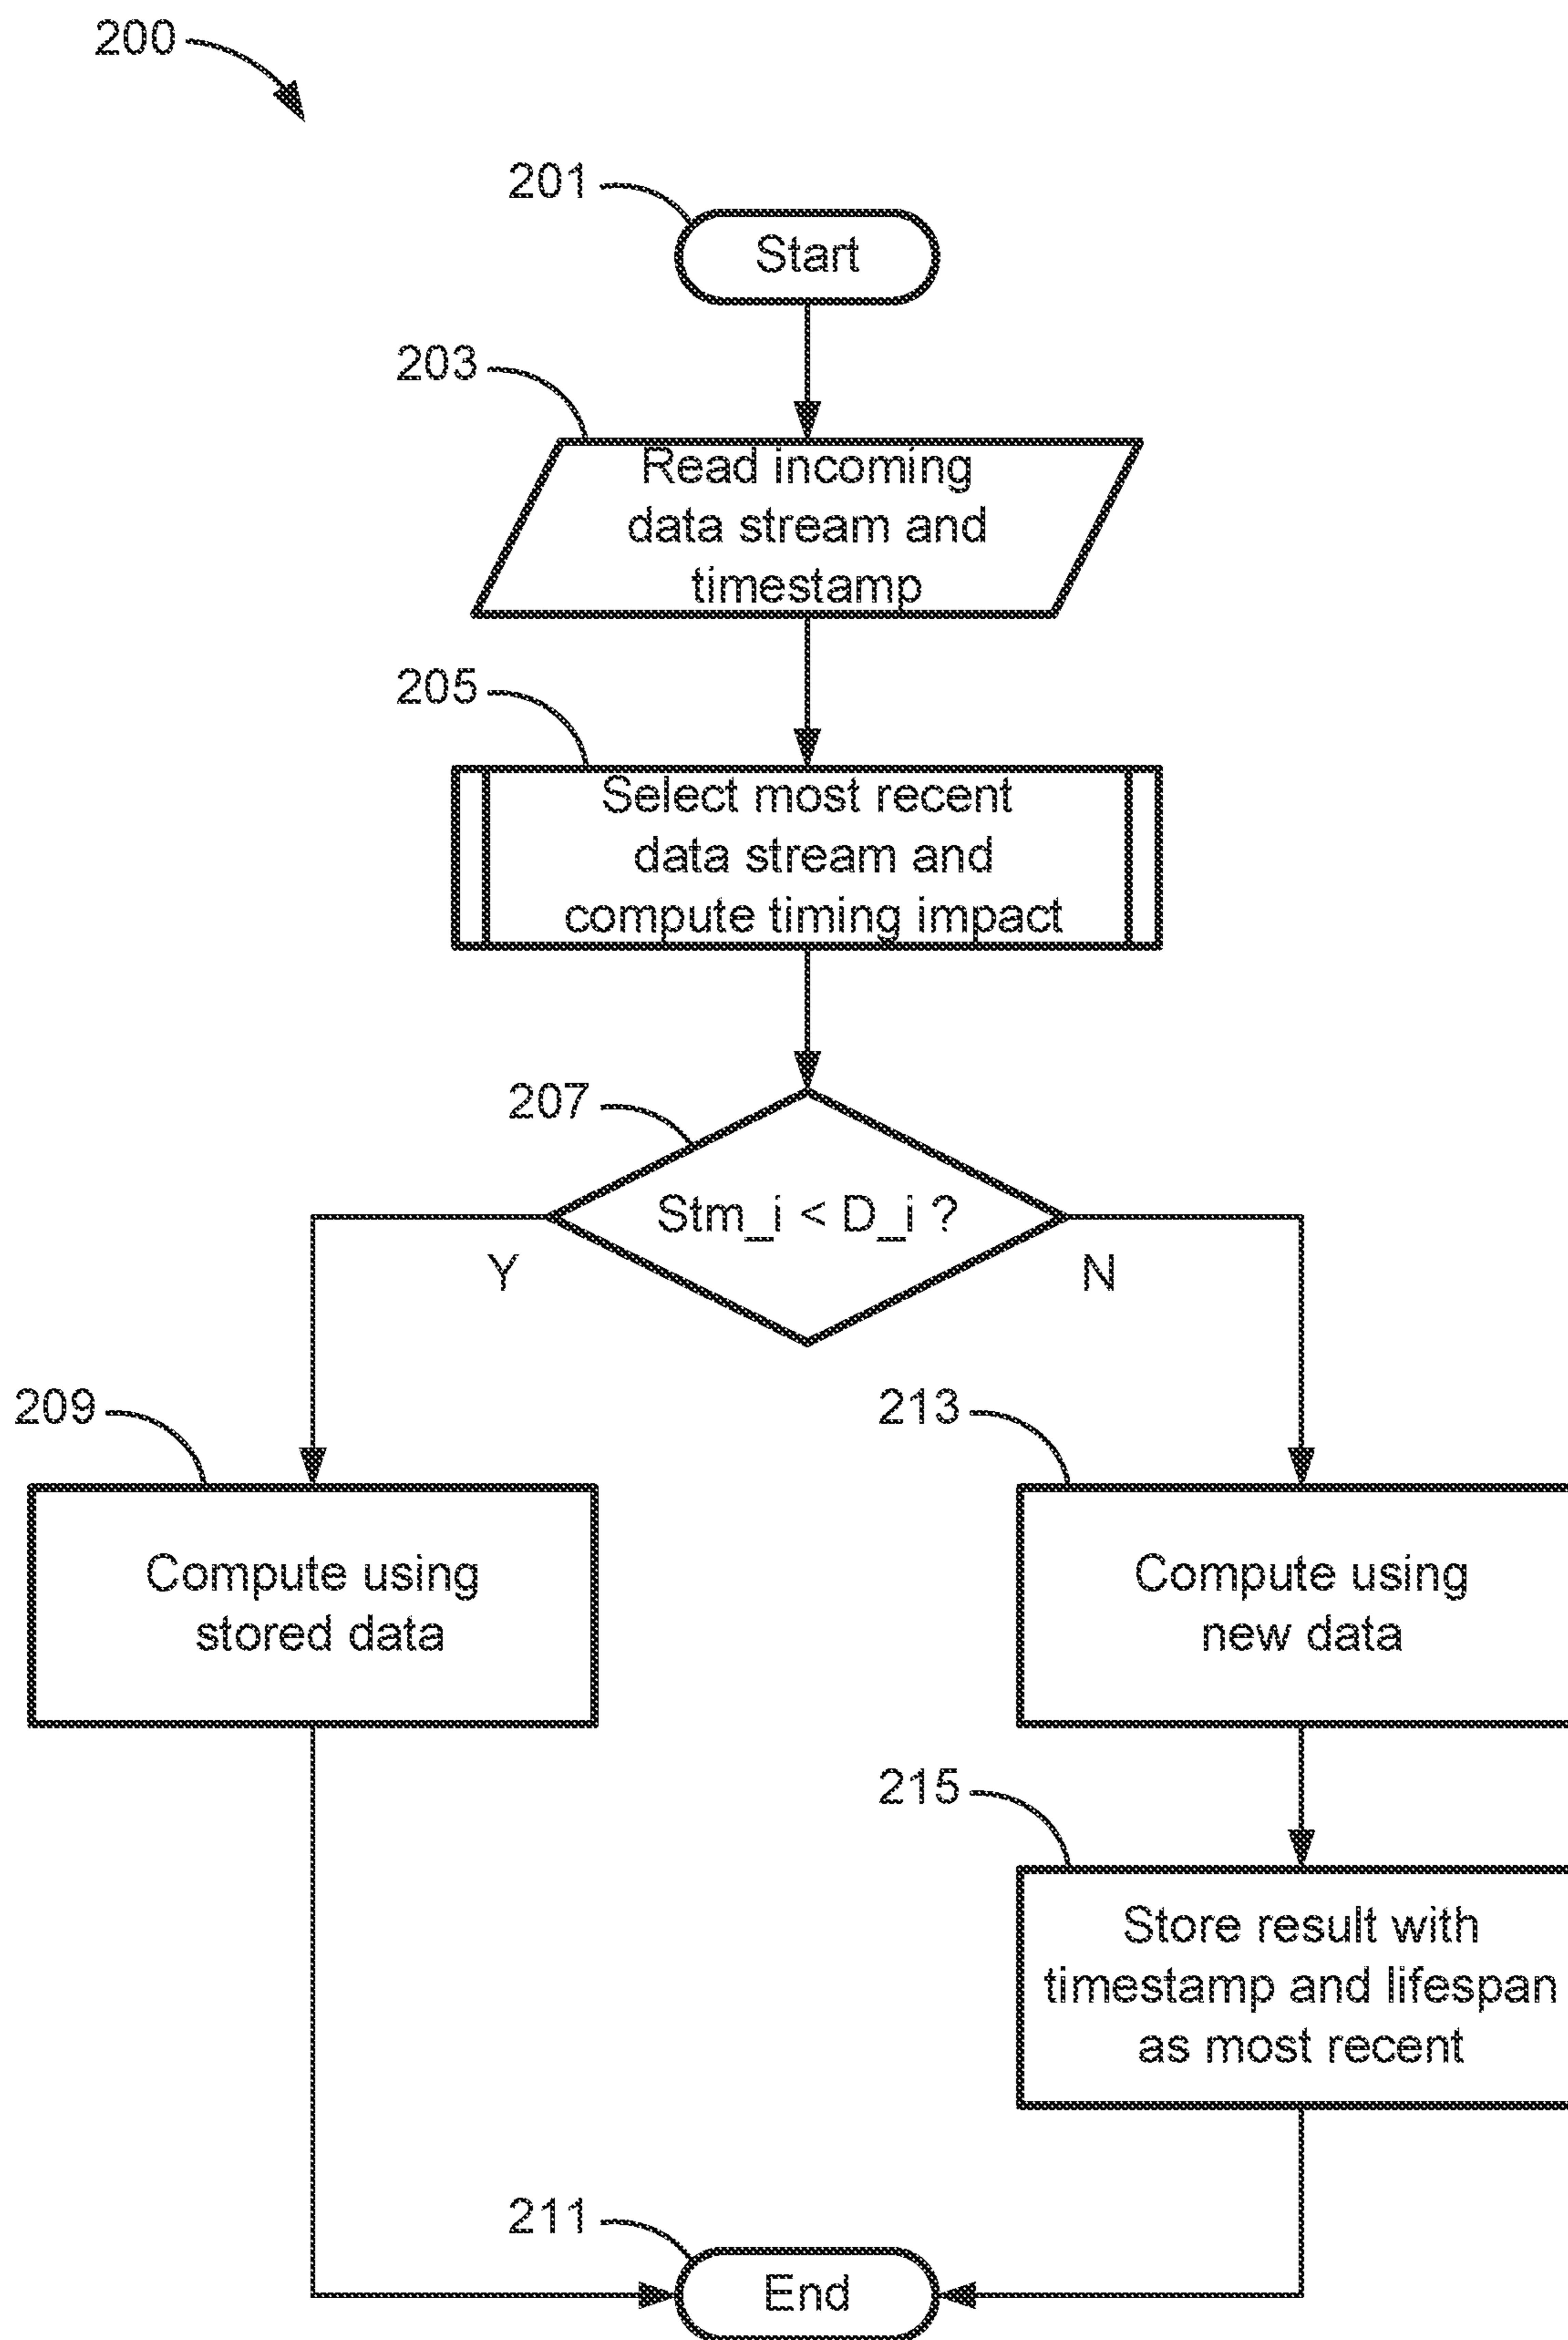 200
201
Start
203
Read incoming
data stream and
timestamp
205
Select most recent
data stream and
compute timing impact
207
Stm_i < D_i ?
Y
N
209
213
Compute using
stored data
Compute using
new data
215
Store result with
timestamp and lifespan
as most recent
211
End